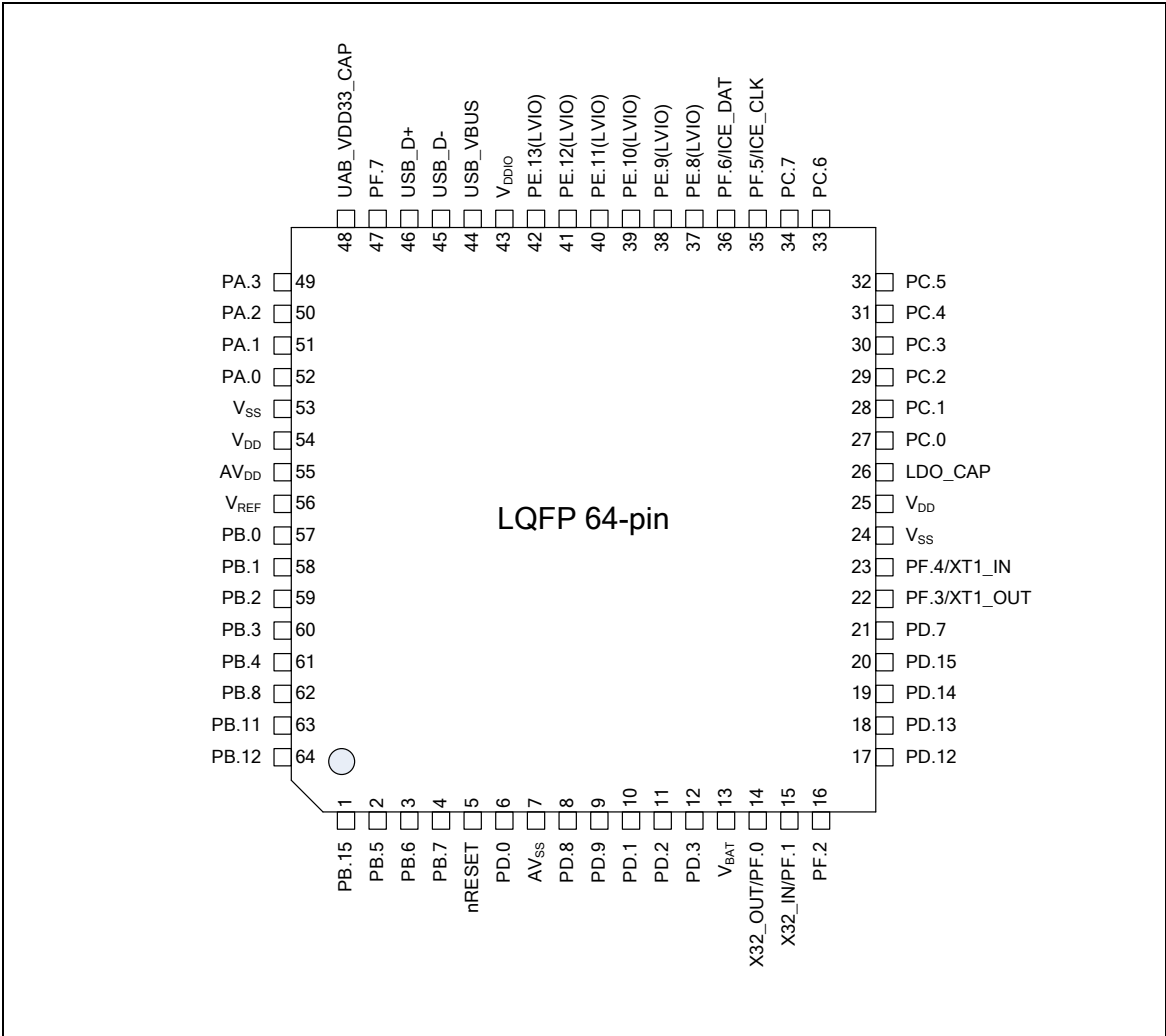 48 UAB_VDD33_CAP
47 PF.7
46 USB_D+
45 USB_D-
44 USB_VBUS
43 VDDIO
42 PE.13(LVIO)
41 PE.12(LVIO)
40 PE.11(LVIO)
39 PE.10(LVIO)
38 PE.9(LVIO)
37 PE.8(LVIO)
36 PF.6/ICE_DAT
35 PF.5/ICE_CLK
34 PC.7
33 PC.6
PA.3 49
PA.2 50
PA.1 51
PA.0 52
VSS 53
VDD 54
AVDD 55
VREF 56
PB.0 57
PB.1 58
PB.2 59
PB.3 60
PB.4 61
PB.8 62
PB.11 63
PB.12 64
LQFP 64-pin
32 PC.5
31 PC.4
30 PC.3
29 PC.2
28 PC.1
27 PC.0
26 LDO_CAP
25 VDD
24 VSS
23 PF.4/XT1_IN
22 PF.3/XT1_OUT
21 PD.7
20 PD.15
19 PD.14
18 PD.13
17 PD.12
1 PB.15
2 PB.5
3 PB.6
4 PB.7
5 nRESET
6 PD.0
7 AVSS
8 PD.8
9 PD.9
10 PD.1
11 PD.2
12 PD.3
13 VBAT
14 X32_OUT/PF.0
15 X32_IN/PF.1
16 PF.2